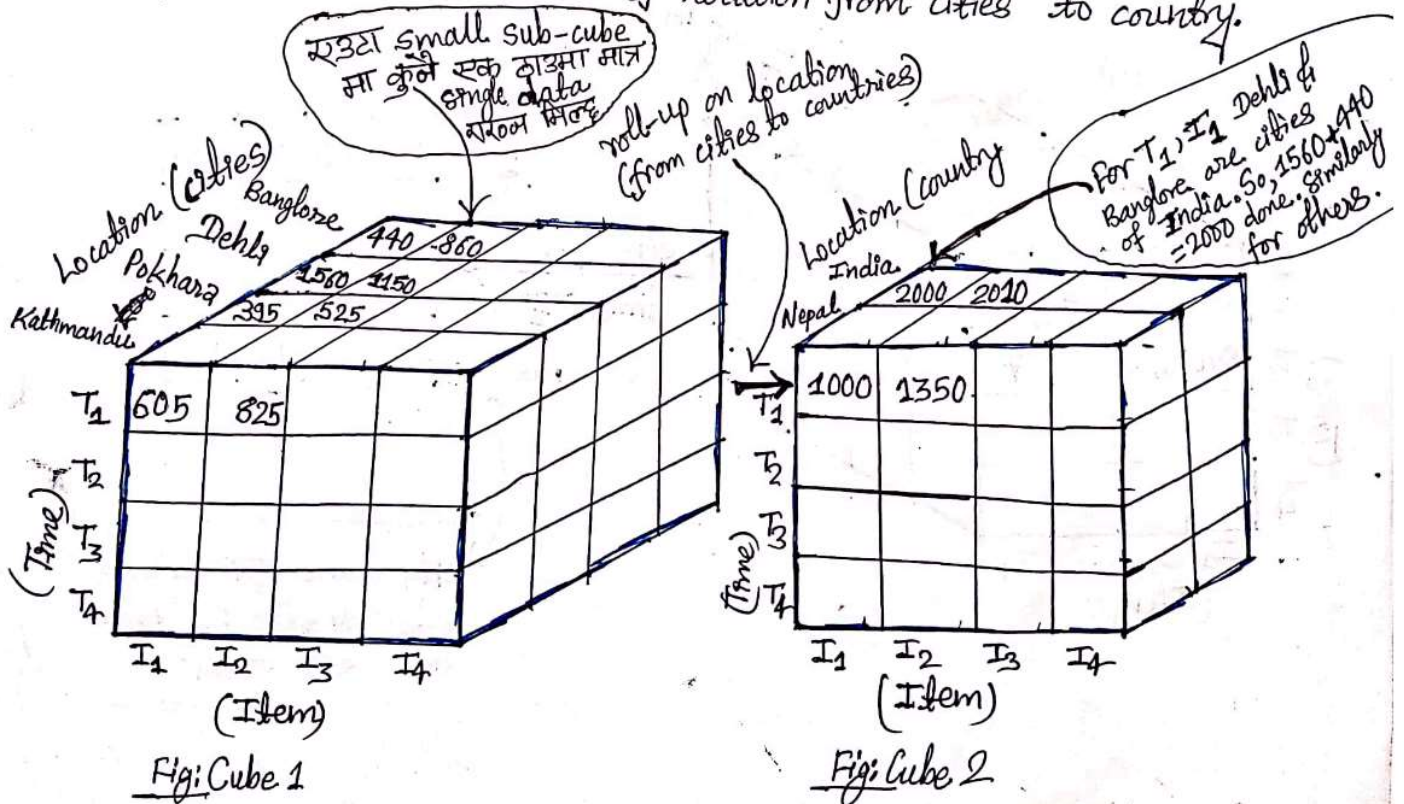 location from cities to country.
एउटा small sub-cube
मा कुनै एक ठाउमा मात्र
single data
राख्न मिल्छ
roll-up on location
(from cities to countries)
For T1, I1 Dehli &
Banglore are cities
of India. So, 1560+440
=2000 done. Similarly
for others.
Location (cities)
Banglore
Dehli
Pokhara
Kathmandu
440 860
1560 1150
395 525
605 825
T1
T2
T3
T4
(Time)
I1 I2 I3 I4
(Item)
Fig: Cube 1
Location (country
India
Nepal
2000 2010
1000 1350
T1
T2
T3
T4
(Time)
I1 I2 I3 I4
(Item)
Fig: Cube 2